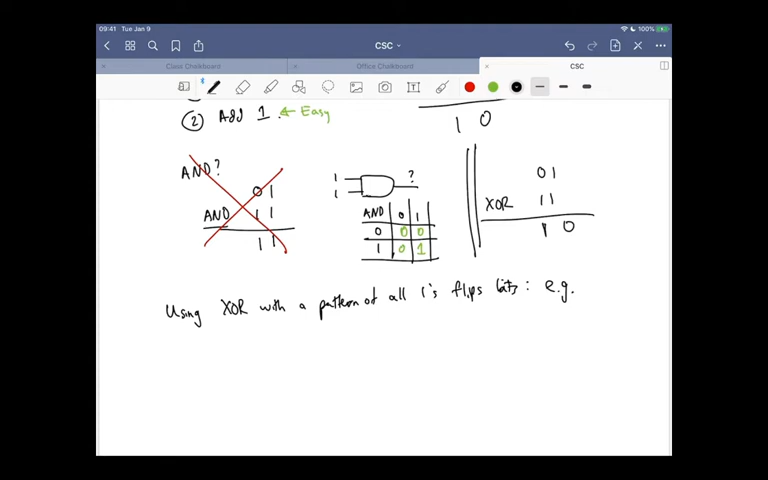 09:41 Tue Jan 9
100%
CSC
Class Chalkboard
Office Chalkboard
CSC
② Add 1. ← Easy
1 0
AND?
0 1
AND 1 1
1 1
1
1
?
AND 0 1
0 0 0
1 0 1
0 1
XOR 1 1
1 0
Using XOR with a pattern of all 1's flips bits: e.g.